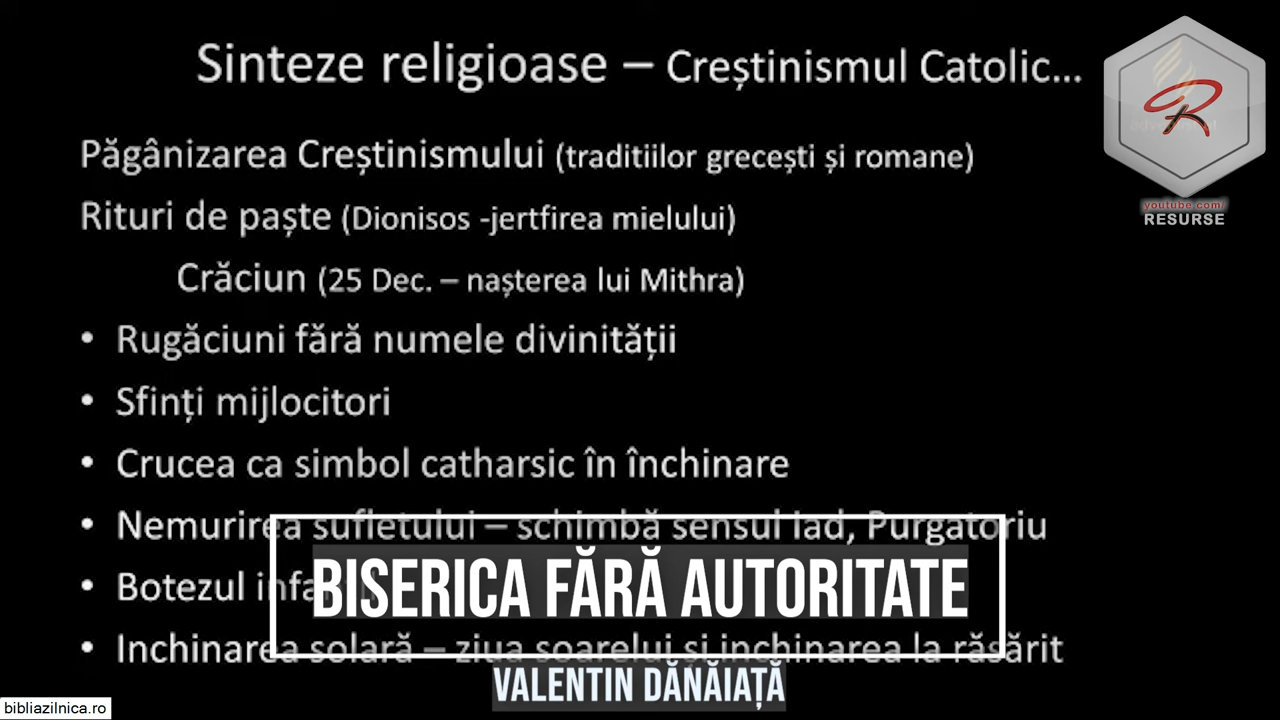 Sinteze religioase – Creștinismul Catolic...
Păgânizarea Creștinismului (traditiilor grecești și romane)
Rituri de paște (Dionisos -jertfirea mielului)
Crăciun (25 Dec. – nașterea lui Mithra)
• Rugăciuni fără numele divinității
• Sfinți mijlocitori
• Crucea ca simbol catharsic în închinare
• Nemurirea sufletului – schimbă sensul Iad, Purgatoriu
• Botezul
• Inchinarea solară – ziua soarelui și inchinarea la răsărit
BISERICA FĂRĂ AUTORITATE
VALENTIN DĂNĂIAȚĂ
R
youtube.com/
RESURSE
bibliazilnica.ro